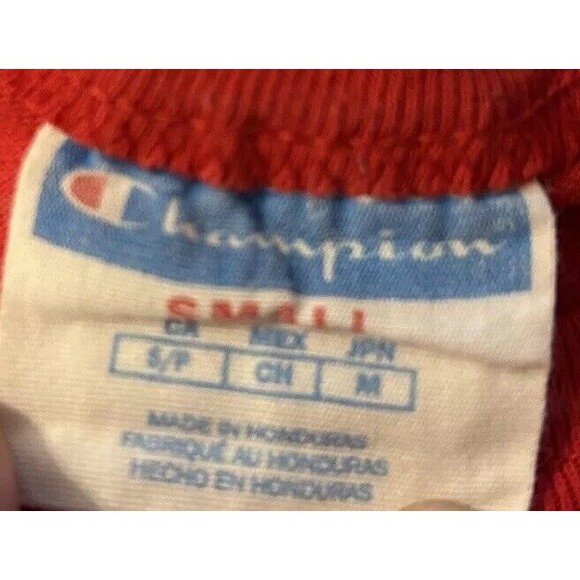 Champion
SMALL
CA MEX JPN
S/P CH M
MADE IN HONDURAS
FABRIQUÉ AU HONDURAS
HECHO EN HONDURAS